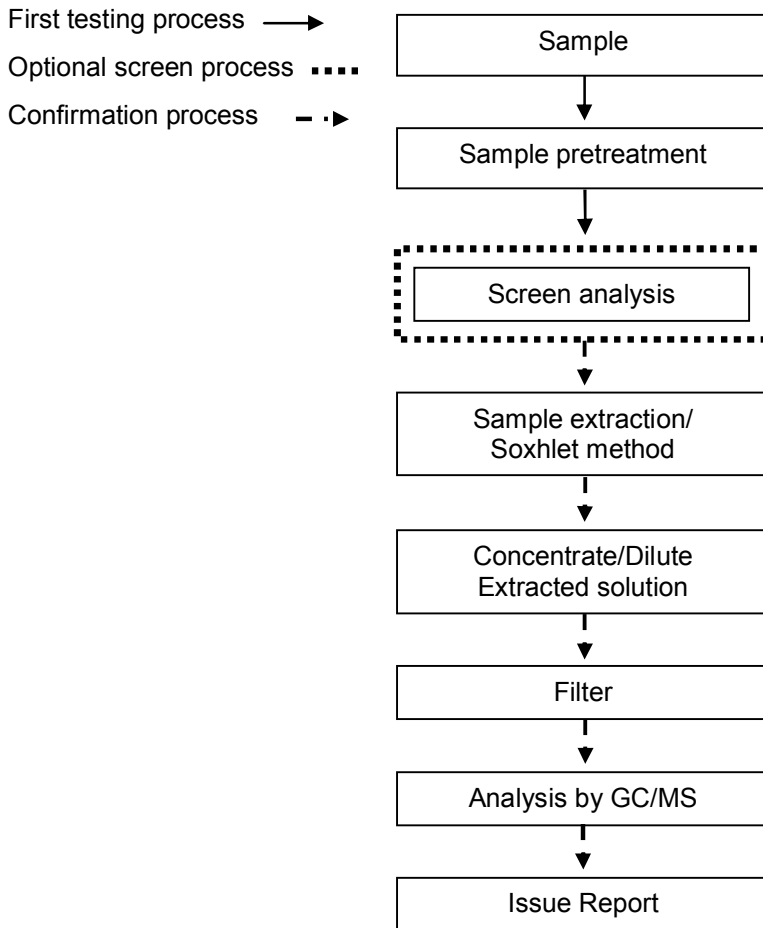 First testing process
Optional screen process
Confirmation process
Sample
Sample pretreatment
Screen analysis
Sample extraction/
Soxhlet method
Concentrate/Dilute
Extracted solution
Filter
Analysis by GC/MS
Issue Report